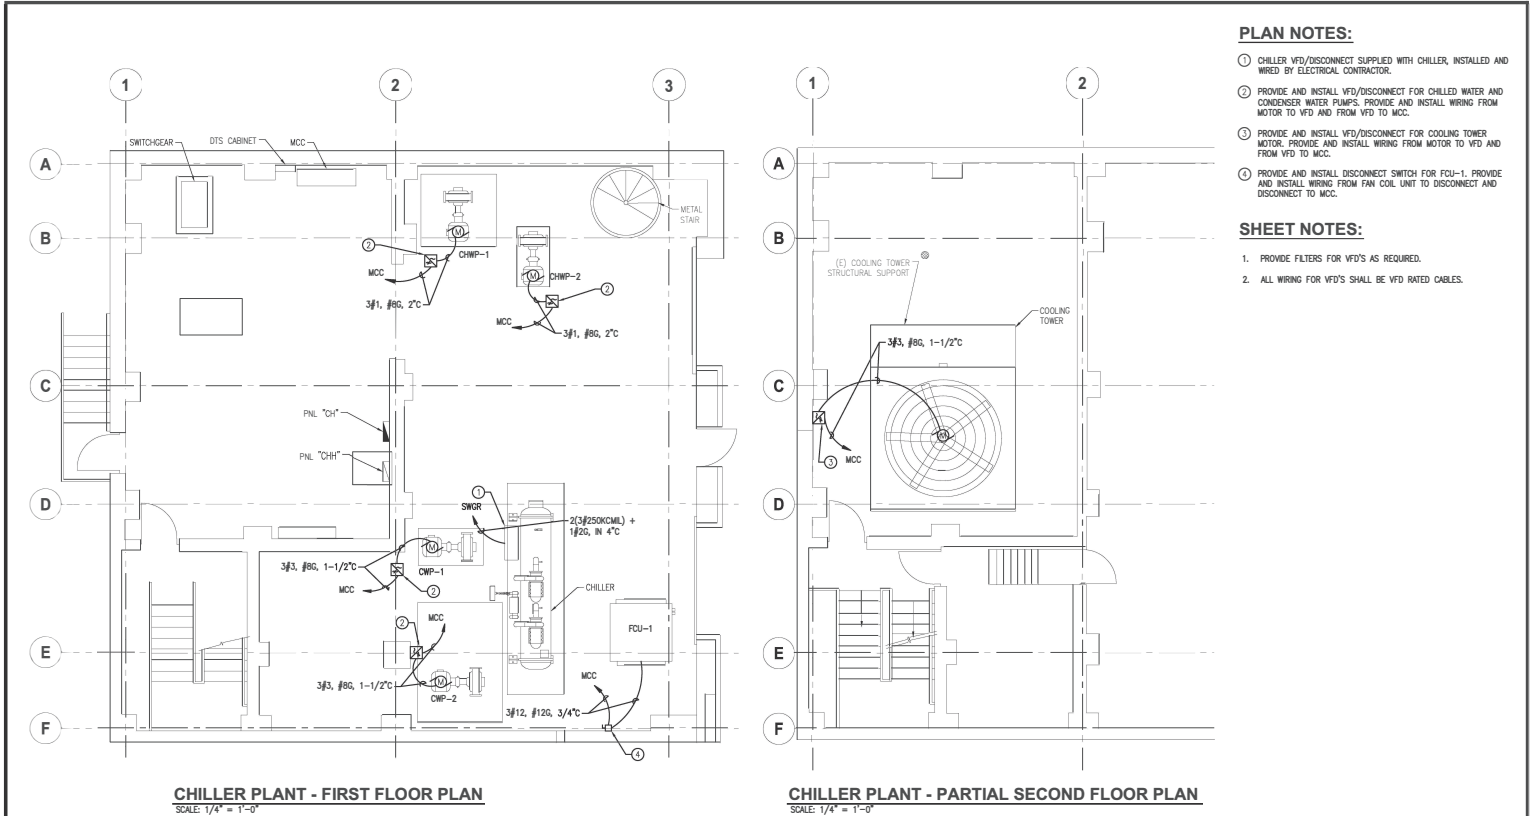 PLAN NOTES:
1 CHILLER VFD/DISCONNECT SUPPLIED WITH CHILLER, INSTALLED AND
WIRED BY ELECTRICAL CONTRACTOR.
2 PROVIDE AND INSTALL VFD/DISCONNECT FOR CHILLED WATER AND
CONDENSER WATER PUMPS. PROVIDE AND INSTALL WIRING FROM
MOTOR TO VFD AND FROM VFD TO MCC.
3 PROVIDE AND INSTALL VFD/DISCONNECT FOR COOLING TOWER
MOTOR. PROVIDE AND INSTALL WIRING FROM MOTOR TO VFD AND
FROM VFD TO MCC.
4 PROVIDE AND INSTALL DISCONNECT SWITCH FOR FCU-1. PROVIDE
AND INSTALL WIRING FROM FAN COIL UNIT TO DISCONNECT AND
DISCONNECT TO MCC.
SHEET NOTES:
1. PROVIDE FILTERS FOR VFD'S AS REQUIRED.
2. ALL WIRING FOR VFD'S SHALL BE VFD RATED CABLES.
1
2
3
A
B
C
D
E
F
SWITCHGEAR
DTS CABINET
MCC
METAL
STAIR
M
CHWP-1
2
MCC
3#1, #8G, 2"C
M
CHWP-2
2
MCC
3#1, #8G, 2"C
PNL "CH"
PNL "CHH"
1
SWGR
2(3#250KCMIL) +
1#2G, IN 4"C
M
CWP-1
3#3, #8G, 1-1/2"C
MCC
2
CHILLER
2
MCC
FCU-1
M
CWP-2
3#3, #8G, 1-1/2"C
MCC
3#12, #12G, 3/4"C
4
CHILLER PLANT - FIRST FLOOR PLAN
SCALE: 1/4" = 1'-0"
1
2
A
B
C
D
E
F
(E) COOLING TOWER
STRUCTURAL SUPPORT
COOLING
TOWER
3#3, #8G, 1-1/2"C
M
3
MCC
CHILLER PLANT - PARTIAL SECOND FLOOR PLAN
SCALE: 1/4" = 1'-0"